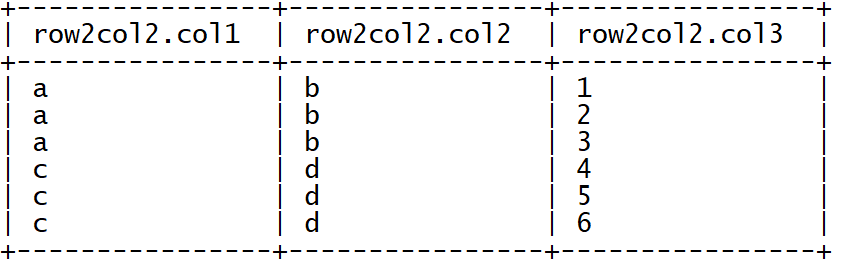 +----------------+----------------+----------------+
| row2col2.col1 | row2col2.col2 | row2col2.col3 |
+----------------+----------------+----------------+
| a | b | 1 |
| a | b | 2 |
| a | b | 3 |
| c | d | 4 |
| c | d | 5 |
| c | d | 6 |
+----------------+----------------+----------------+